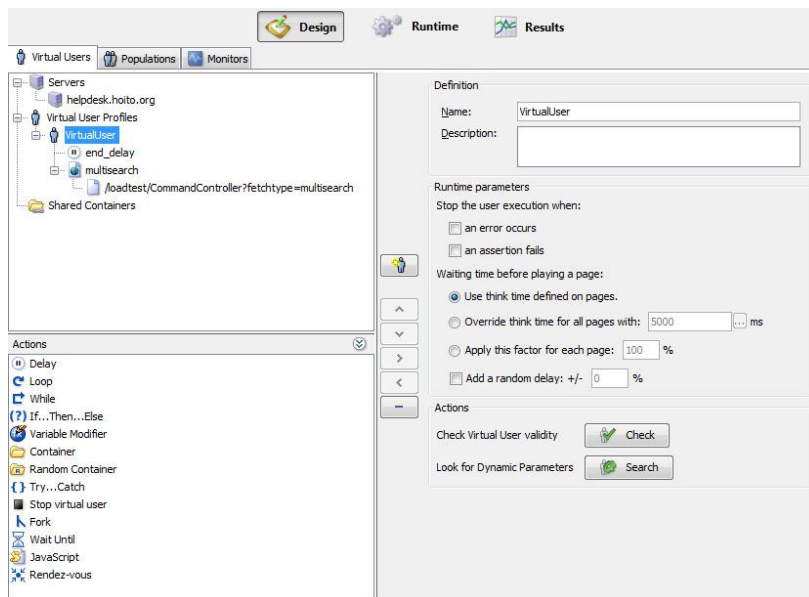 Design
Runtime
Results
Virtual Users
Populations
Monitors
Servers
helpdesk.hoito.org
Virtual User Profiles
VirtualUser
end_delay
multisearch
/loadtest/CommandController?fetchtype=multisearch
Shared Containers
Actions
Delay
Loop
While
(?) If...Then...Else
Variable Modifier
Container
Random Container
{ } Try...Catch
Stop virtual user
Fork
Wait Until
JavaScript
Rendez-vous
Definition
Name: VirtualUser
Description:
Runtime parameters
Stop the user execution when:
an error occurs
an assertion fails
Waiting time before playing a page:
Use think time defined on pages.
Override think time for all pages with: 5000 ... ms
Apply this factor for each page: 100 %
Add a random delay: +/- 0 %
Actions
Check Virtual User validity Check
Look for Dynamic Parameters Search